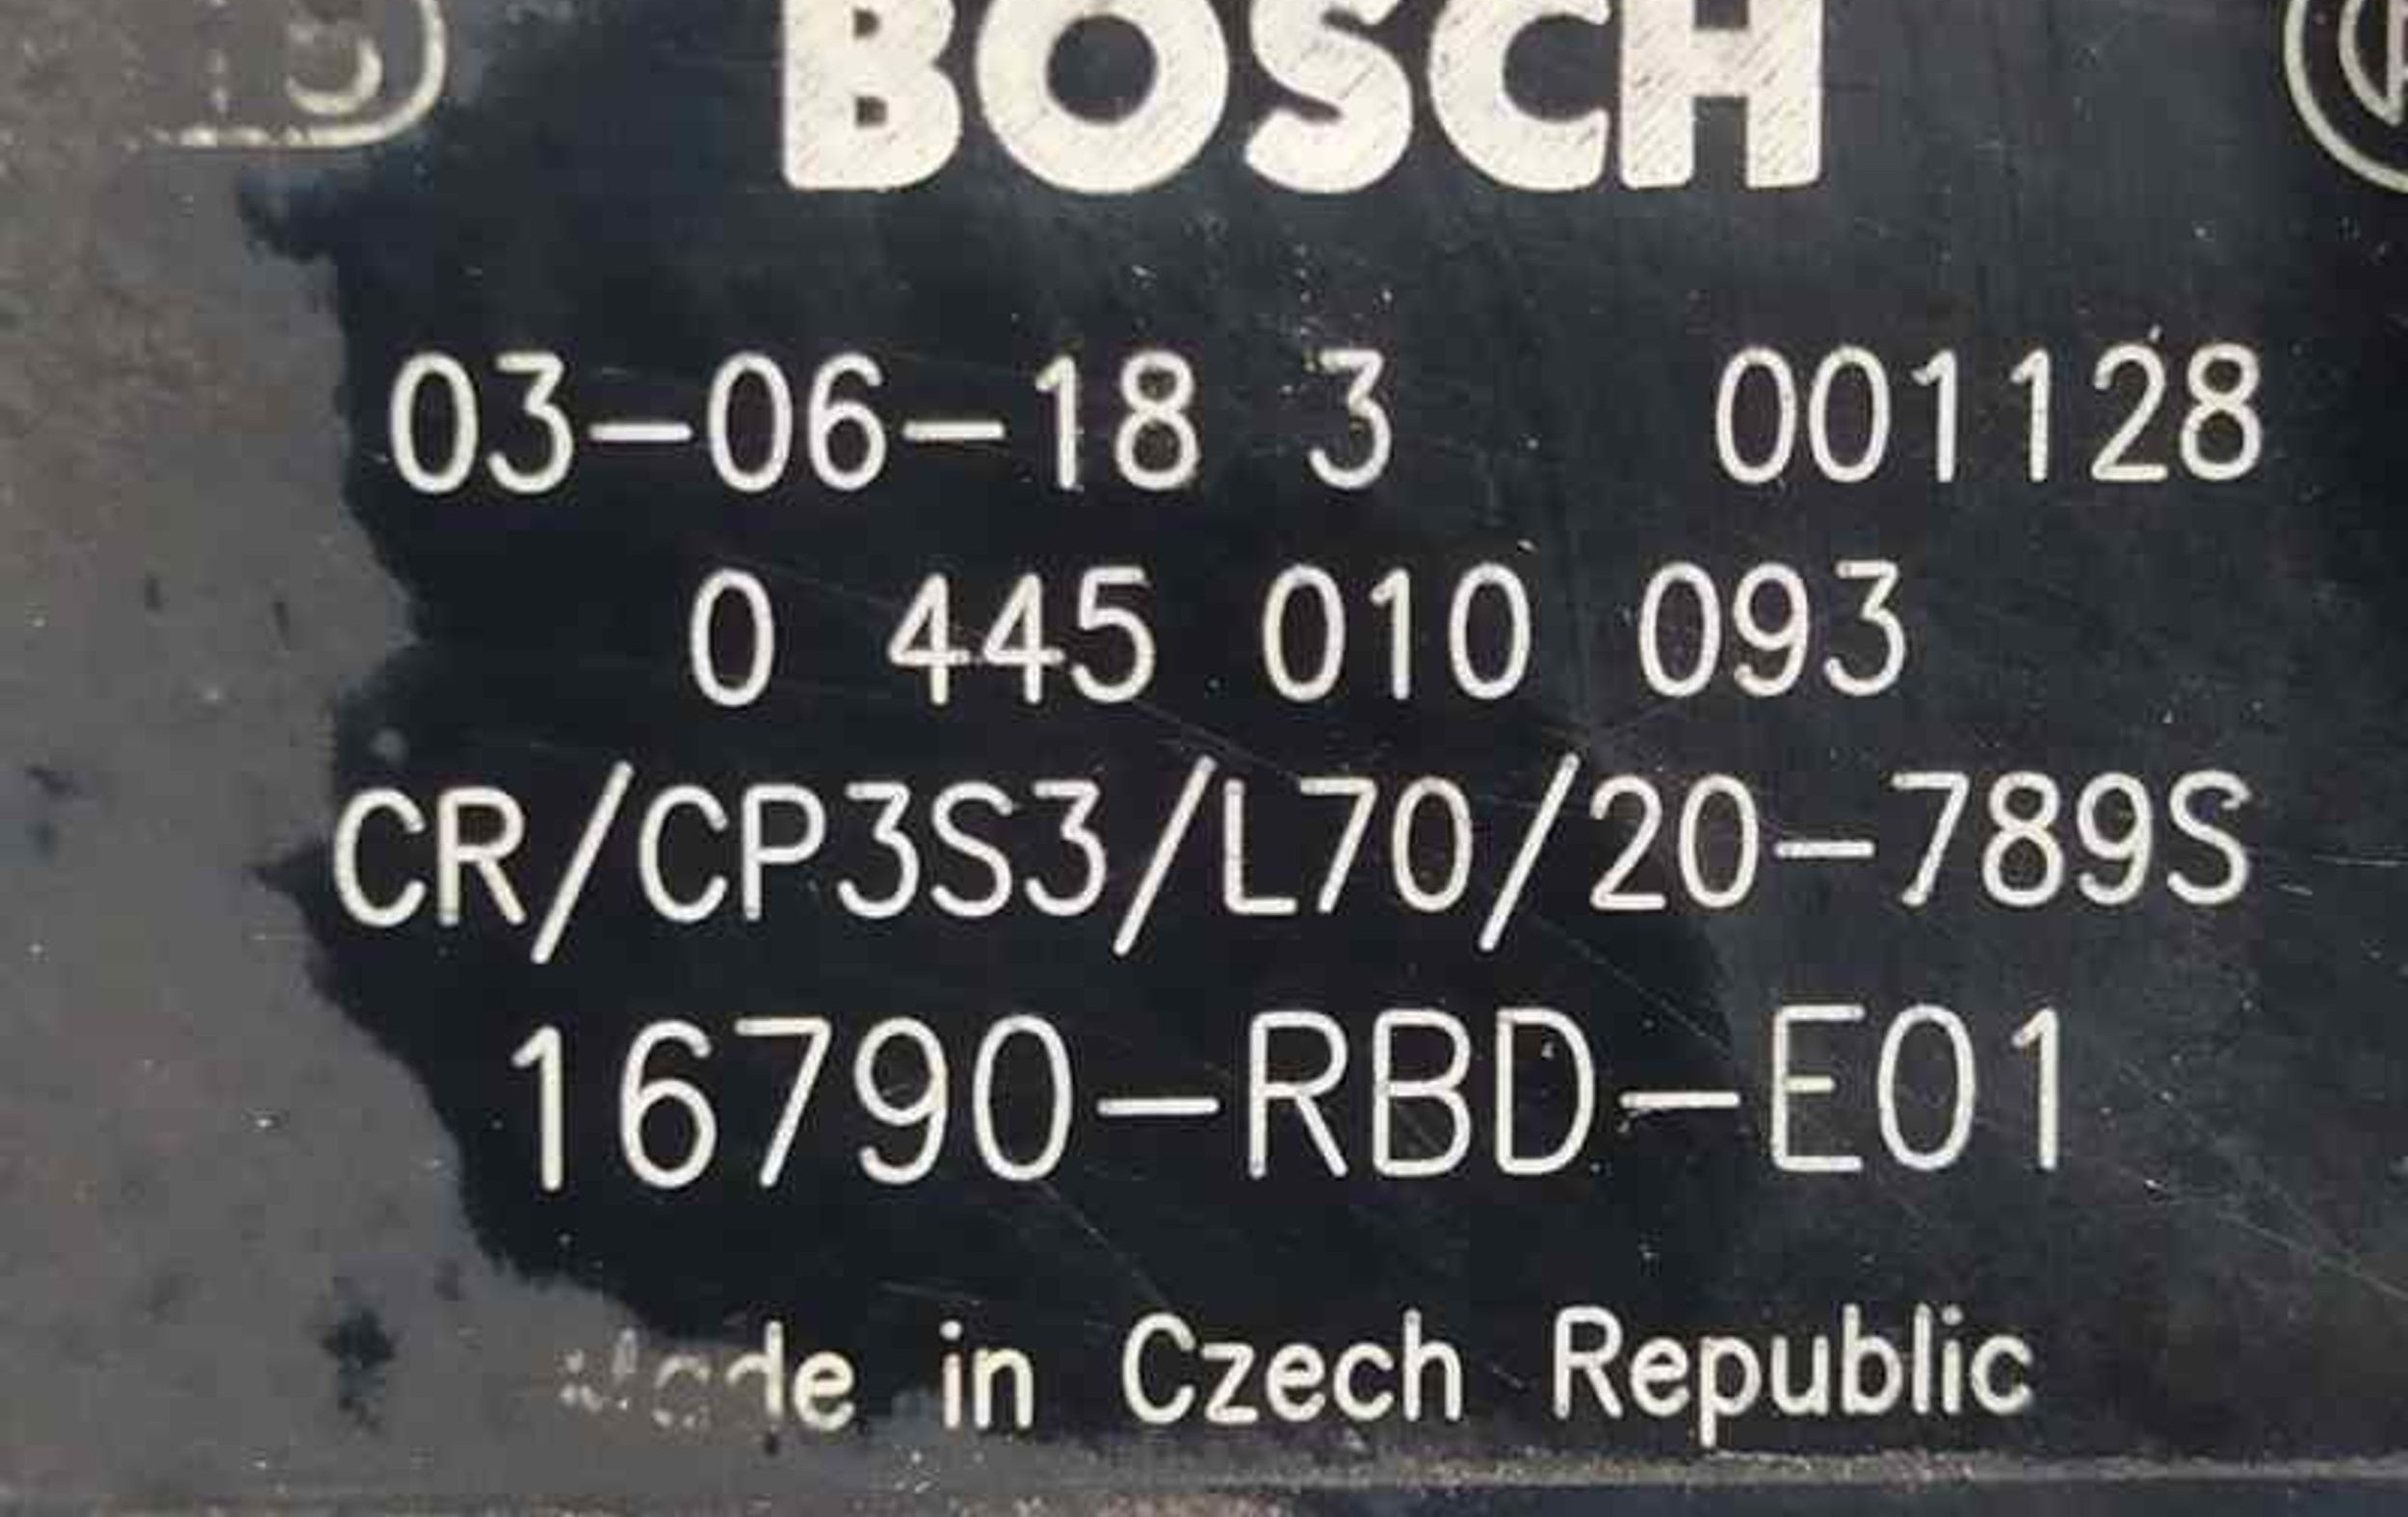 BOSCH
03-06-18 3 001128
0 445 010 093
CR/CP3S3/L70/20-789S
16790-RBD-E01
Made in Czech Republic